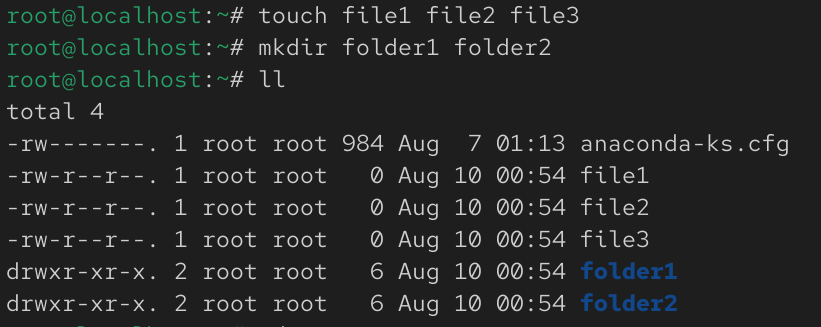 root@localhost:~# touch file1 file2 file3
root@localhost:~# mkdir folder1 folder2
root@localhost:~# ll
total 4
-rw-------. 1 root root 984 Aug  7 01:13 anaconda-ks.cfg
-rw-r--r--. 1 root root   0 Aug 10 00:54 file1
-rw-r--r--. 1 root root   0 Aug 10 00:54 file2
-rw-r--r--. 1 root root   0 Aug 10 00:54 file3
drwxr-xr-x. 2 root root   6 Aug 10 00:54 folder1
drwxr-xr-x. 2 root root   6 Aug 10 00:54 folder2